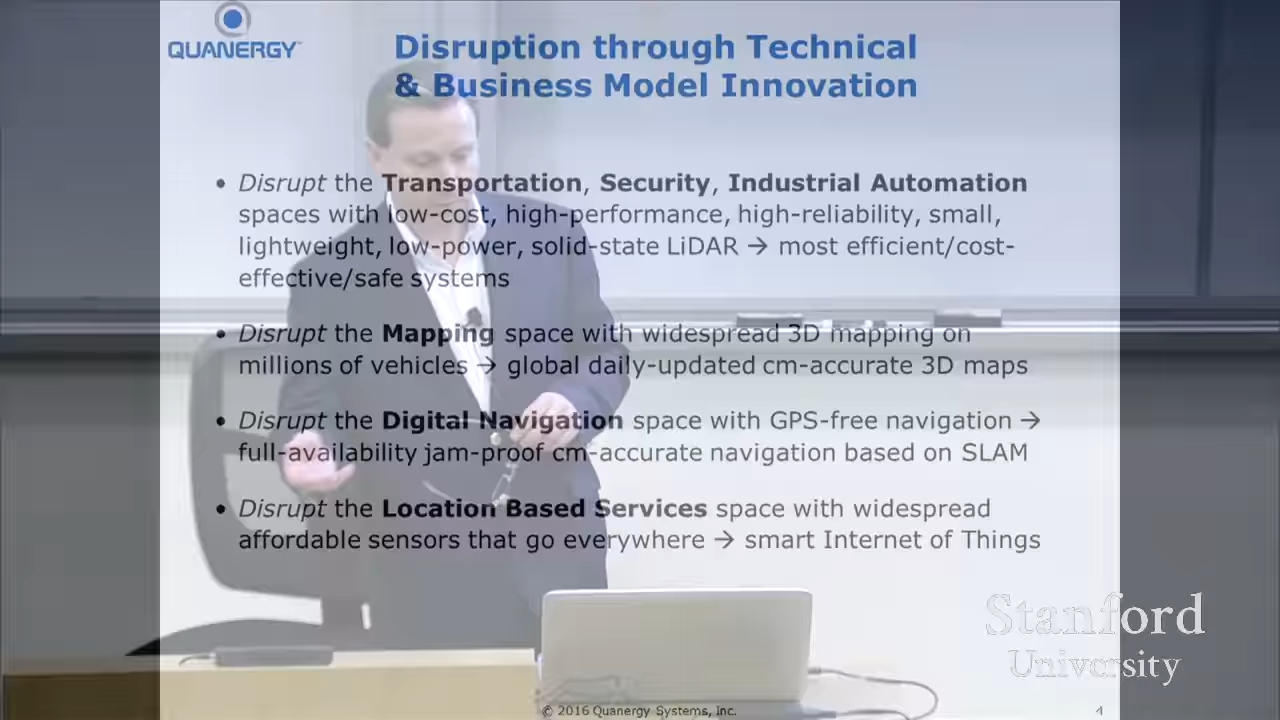 QUANERGY
Disruption through Technical
& Business Model Innovation
• Disrupt the Transportation, Security, Industrial Automation
spaces with low-cost, high-performance, high-reliability, small,
lightweight, low-power, solid-state LiDAR → most efficient/cost-
effective/safe systems
• Disrupt the Mapping space with widespread 3D mapping on
millions of vehicles → global daily-updated cm-accurate 3D maps
• Disrupt the Digital Navigation space with GPS-free navigation →
full-availability jam-proof cm-accurate navigation based on SLAM
• Disrupt the Location Based Services space with widespread
affordable sensors that go everywhere → smart Internet of Things
Stanford
University
© 2016 Quanergy Systems, Inc.
4